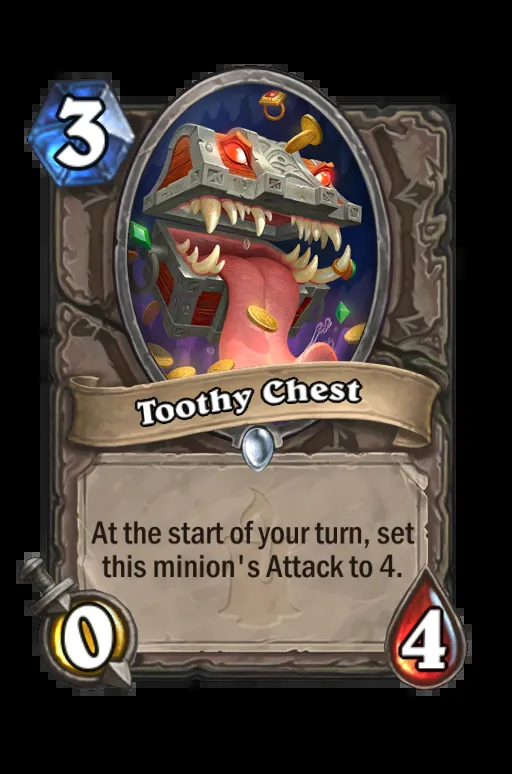 3
Toothy Chest
At the start of your turn, set
this minion's Attack to 4.
0
4